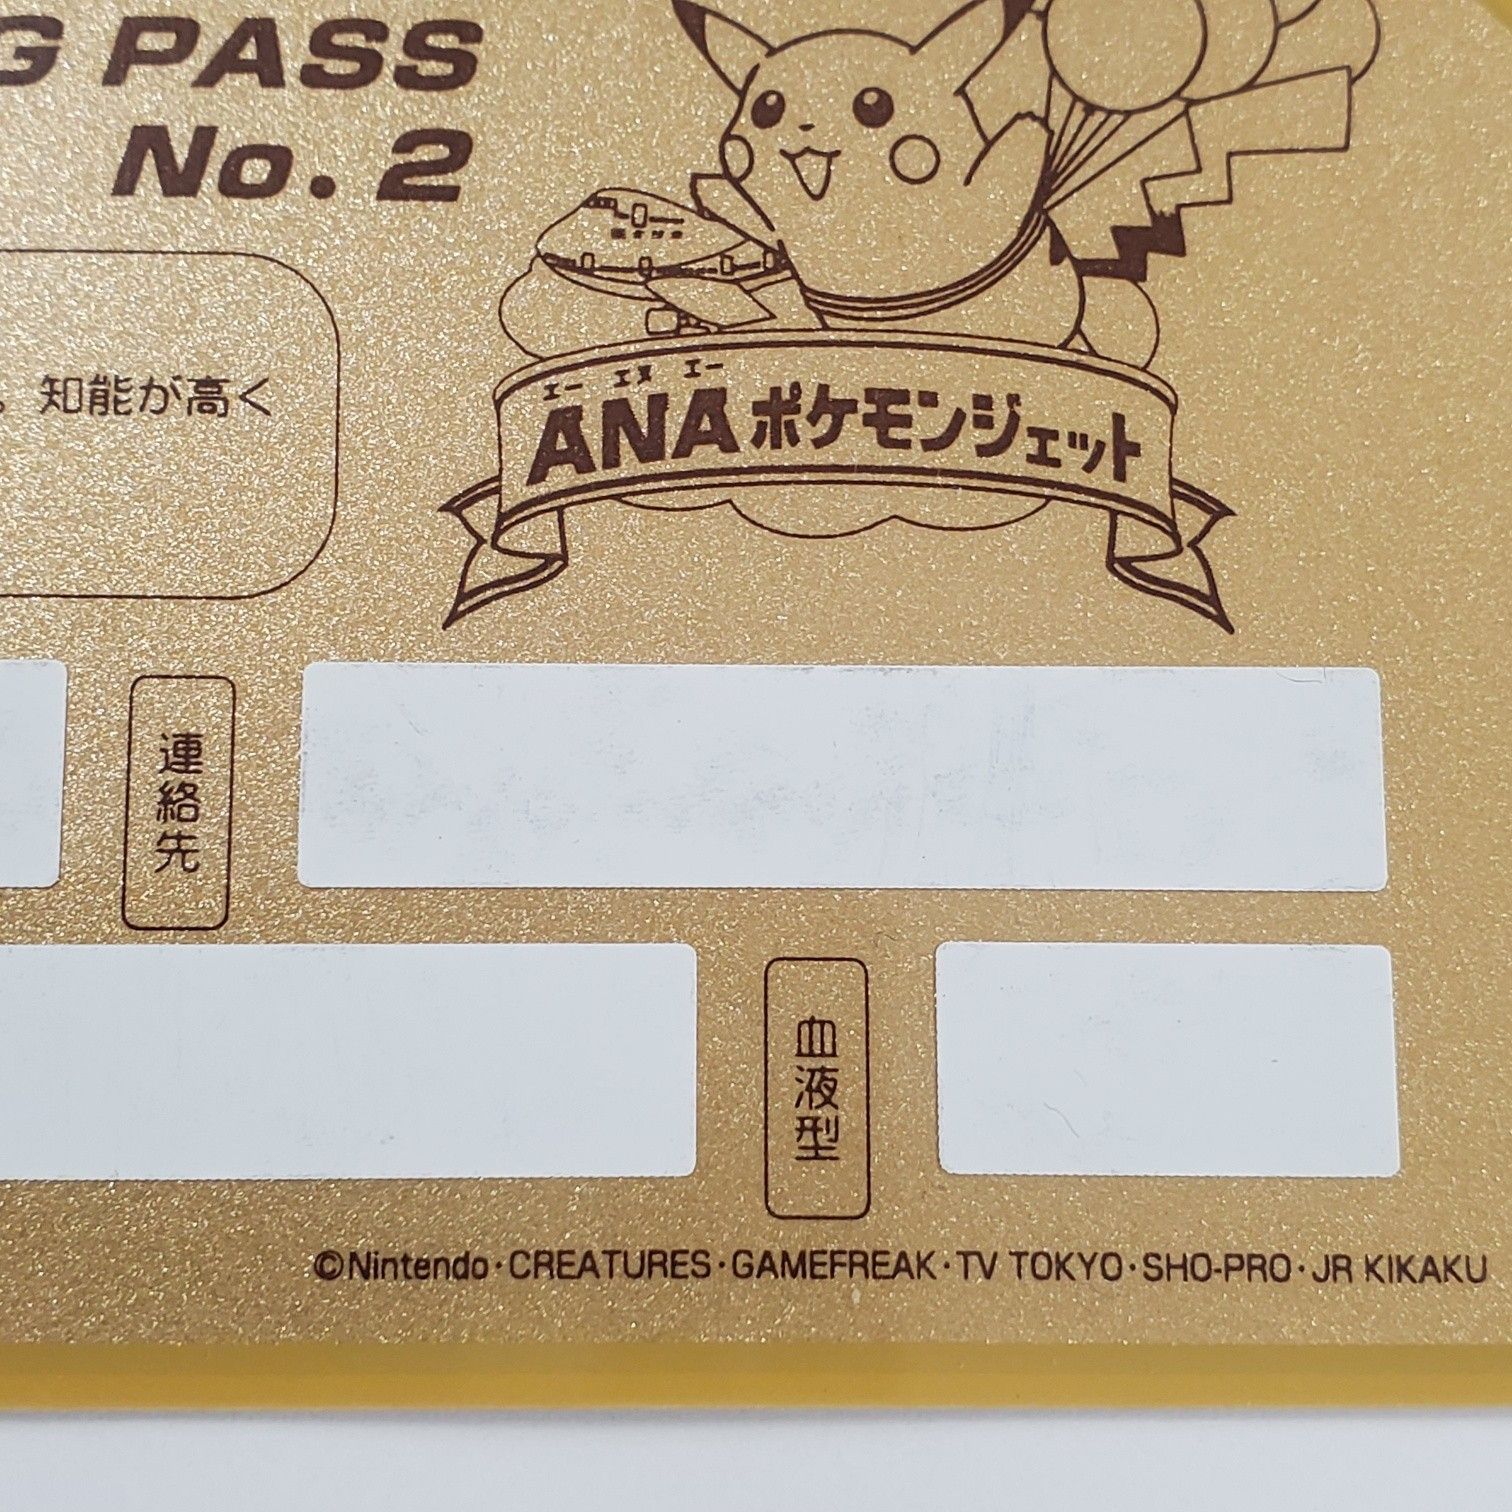 G PASS
No. 2
。知能が高く
エー エヌ エー
ANAポケモンジェット
連絡先
血液型
©Nintendo・CREATURES・GAMEFREAK・TV TOKYO・SHO-PRO・JR KIKAKU